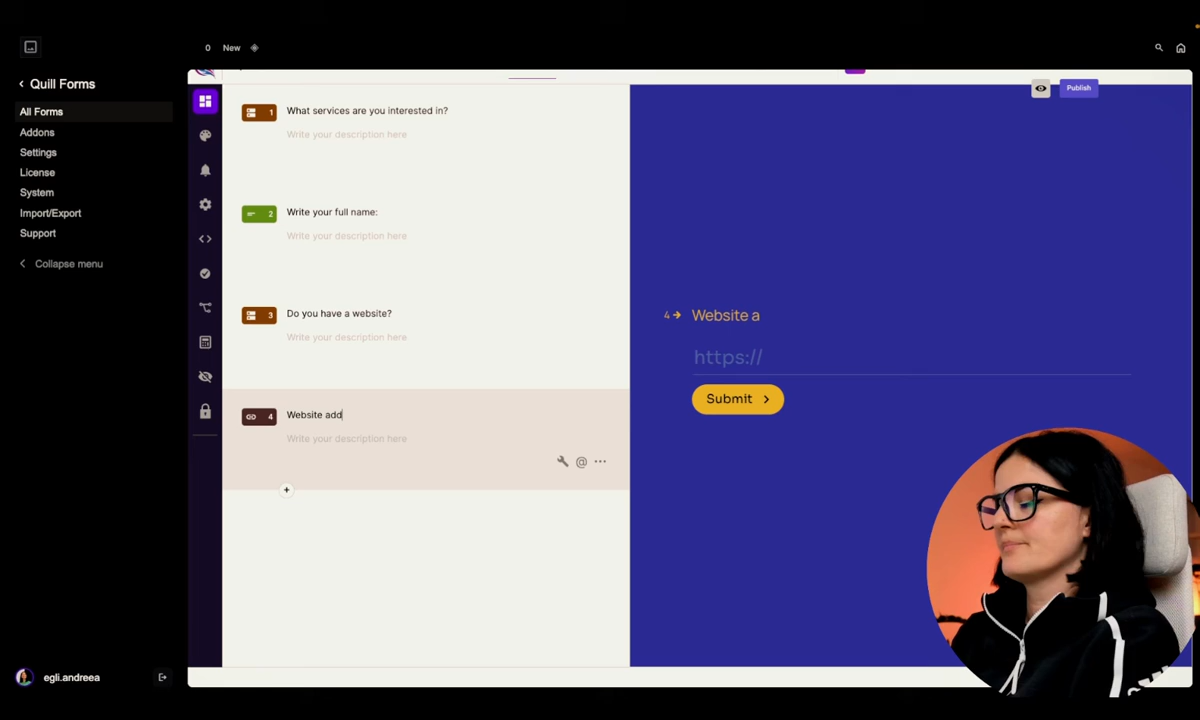 0 New
Quill Forms
All Forms
Addons
Settings
License
System
Import/Export
Support
Collapse menu
egli.andreea
1 What services are you interested in?
Write your description here
2 Write your full name:
Write your description here
3 Do you have a website?
Write your description here
4 Website add
Write your description here
@
Publish
4 Website a
https://
Submit